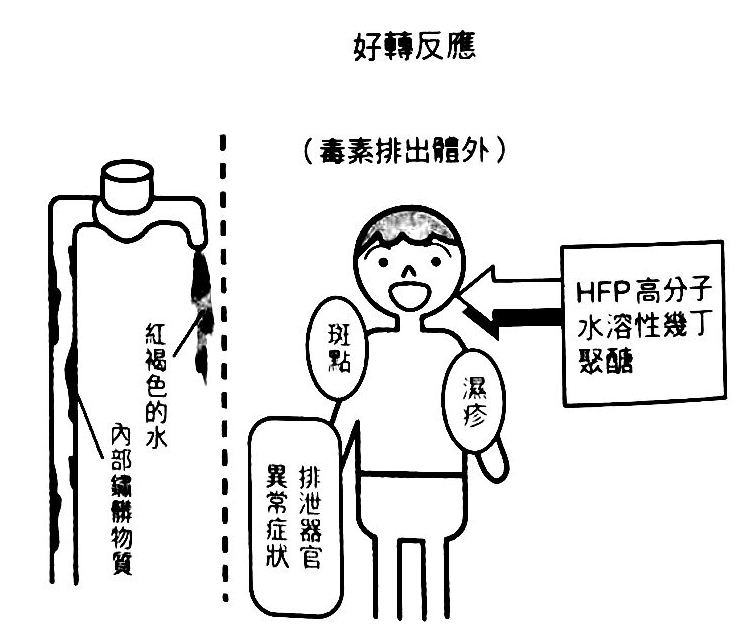 好轉反應
(毒素排出體外)
HFP高分子
水溶性幾丁
聚醣
斑點
濕疹
紅褐色的水
內部鏽髒物質
排泄器官
異常症狀